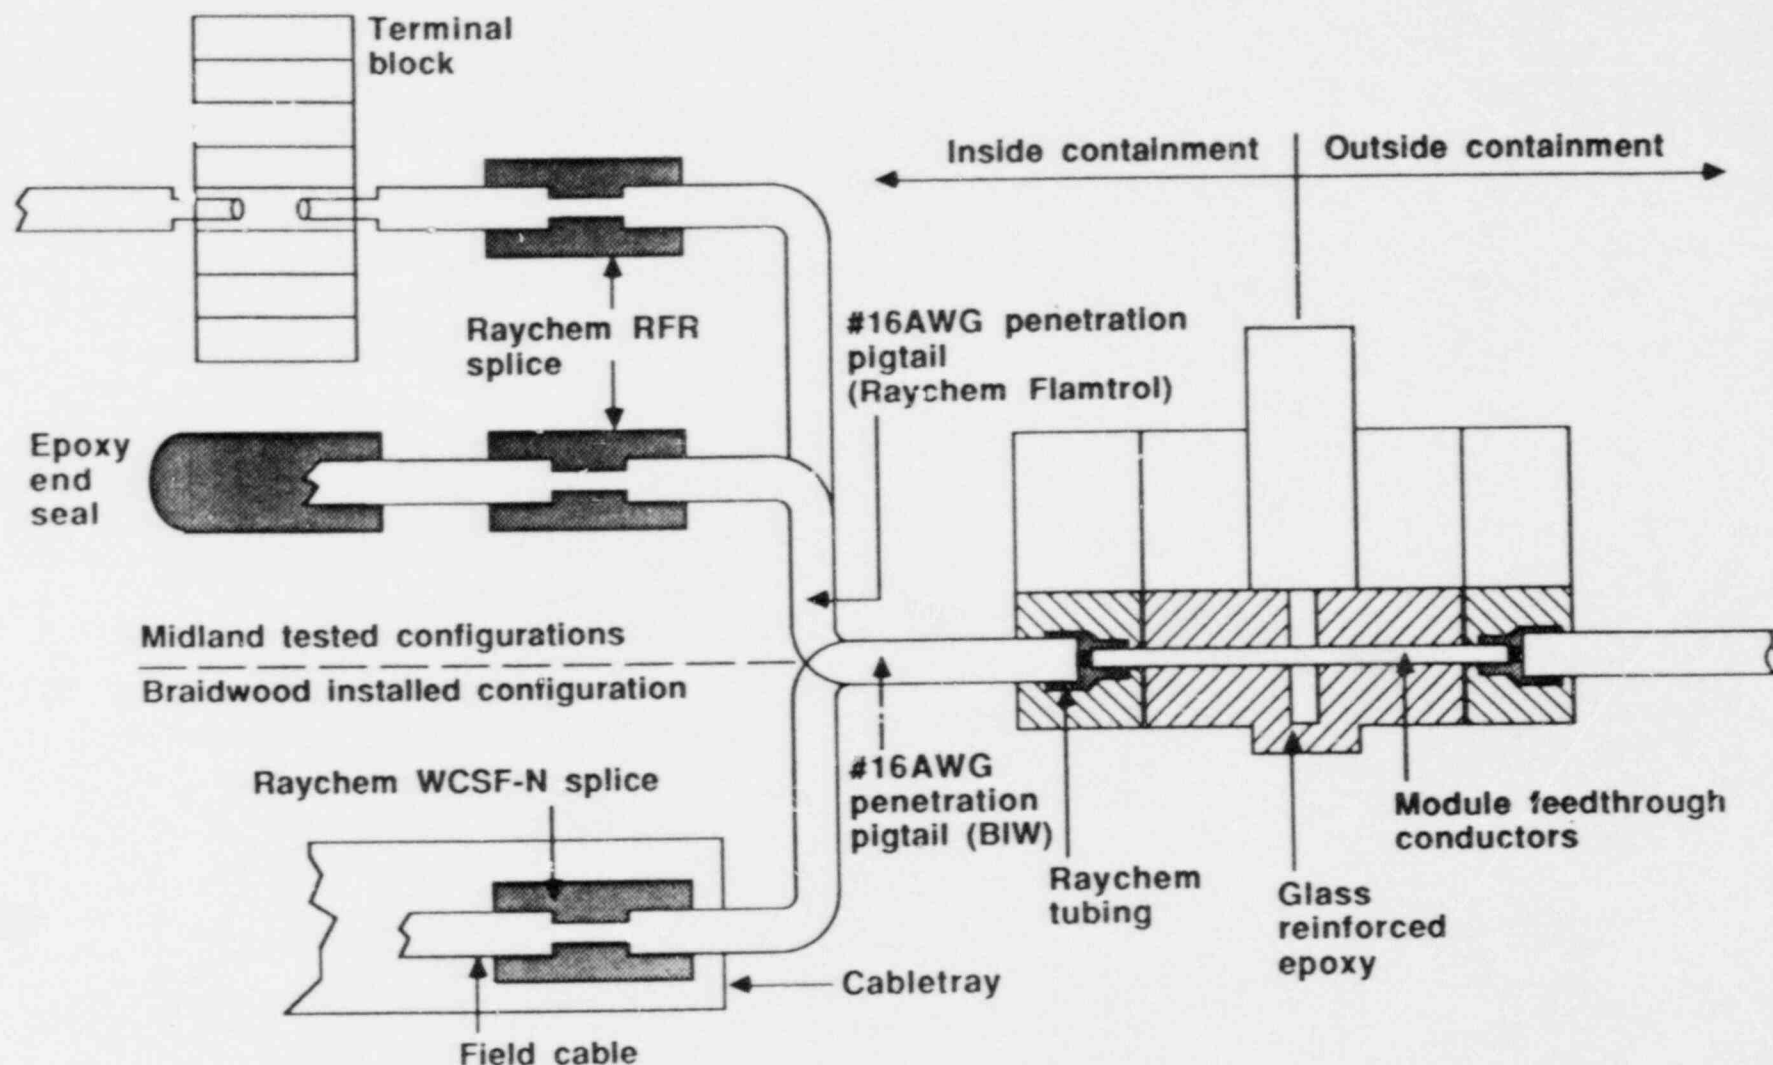 Terminal
block
Inside containment
Outside containment
Raychem RFR
splice
#16AWG penetration
pigtail
(Raychem Flamtrol)
Epoxy
end
seal
Midland tested configurations
Braidwood installed configuration
Raychem WCSF-N splice
#16AWG
penetration
pigtail (BIW)
Module feedthrough
conductors
Raychem
tubing
Glass
reinforced
epoxy
Cabletray
Field cable